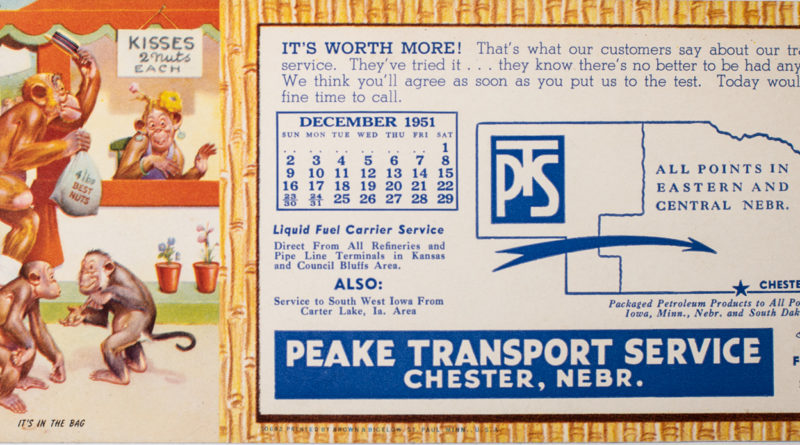 KISSES
2 nuts
EACH
4 lbs
BEST
NUTS
IT'S IN THE BAG
IT'S WORTH MORE! That's what our customers say about our
service. They've tried it . . . they know there's no better to be had
We think you'll agree as soon as you put us to the test. Today
fine time to call.
DECEMBER 1951
SUN MON TUE WED THU FRI SAT
. . . . . . . . . . . . 1
2 3 4 5 6 7 8
9 10 11 12 13 14 15
16 17 18 19 20 21 22
23/30 24/31 25 26 27 28 29
Liquid Fuel Carrier Service
Direct From All Refineries and
Pipe Line Terminals in Kansas
and Council Bluffs Area.
ALSO:
Service to South West Iowa From
Carter Lake, Ia. Area
PTS
ALL POINTS IN
EASTERN AND
CENTRAL NEBR.
CHESTE
Packaged Petroleum Products to All Po
Iowa, Minn., Nebr. and South Dak
PEAKE TRANSPORT SERVICE
CHESTER, NEBR.
PRINTED BY BROWN & BIGELOW, ST. PAUL, MINN., U.S.A.